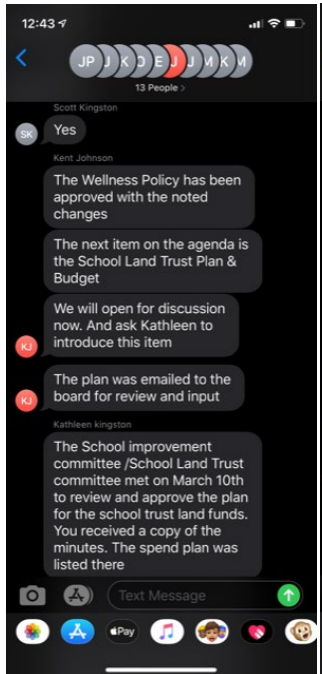 12:43
JP J K O E J J M K M
13 People >
Scott Kingston
SK
Yes
Kent Johnson
The Wellness Policy has been
approved with the noted
changes
The next item on the agenda is
the School Land Trust Plan &
Budget
We will open for discussion
now. And ask Kathleen to
introduce this item
KJ
The plan was emailed to the
board for review and input
KJ
Kathleen kingston
The School improvement
committee /School Land Trust
committee met on March 10th
to review and approve the plan
for the school trust land funds.
You received a copy of the
minutes. The spend plan was
listed there
Text Message
Pay